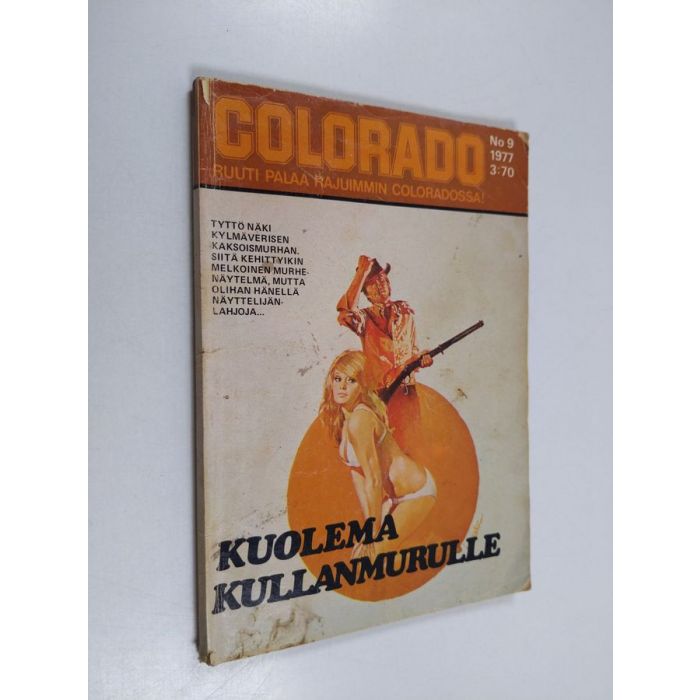 COLORADO
No 9
1977
3:70
RUUTI PALAA RAJUIMMIN COLORADOSSA!
TYTTÖ NÄKI
KYLMÄVERISEN
KAKSOISMURHAN.
SIITÄ KEHITTYIKIN
MELKOINEN MURHE-
NÄYTELMÄ, MUTTA
OLIHAN HÄNELLÄ
NÄYTTELIJÄN-
LAHJOJA...
KUOLEMA
KULLANMURULLE